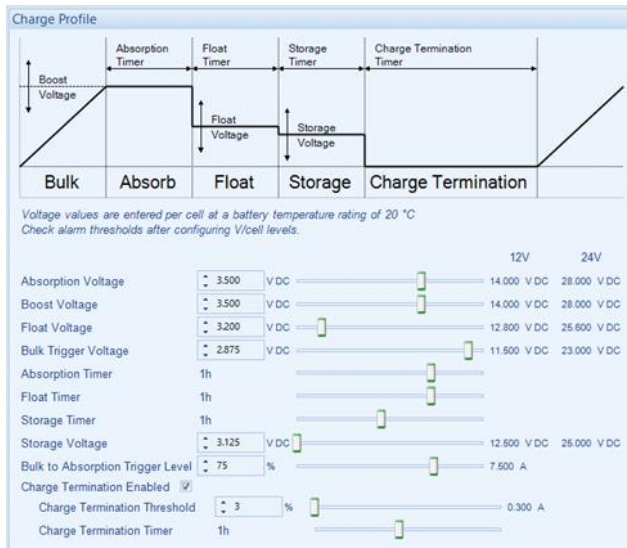 Charge Profile
Absorption Timer
Float Timer
Storage Timer
Charge Termination Timer
Boost Voltage
Float Voltage
Storage Voltage
Bulk Absorb Float Storage Charge Termination
Voltage values are entered per cell at a battery temperature rating of 20 °C
Check alarm thresholds after configuring V/cell levels.
12V 24V
Absorption Voltage 3.500 V DC 14.000 V DC 28.000 V DC
Boost Voltage 3.500 V DC 14.000 V DC 28.000 V DC
Float Voltage 3.200 V DC 12.800 V DC 25.600 V DC
Bulk Trigger Voltage 2.875 V DC 11.500 V DC 23.000 V DC
Absorption Timer 1h
Float Timer 1h
Storage Timer 1h
Storage Voltage 3.125 V DC 12.500 V DC 25.000 V DC
Bulk to Absorption Trigger Level 75 % 7.500 A
Charge Termination Enabled
Charge Termination Threshold 3 % 0.300 A
Charge Termination Timer 1h